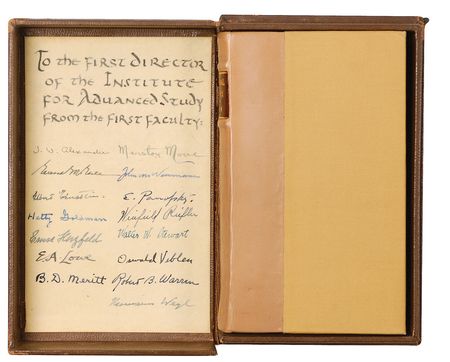 To the first Director
of the Institute
for Advanced Study
from the first Faculty:
J. W. Alexander Marston Morse
Edward M. Earle John von Neumann
Albert Einstein. E. Panofsky.
Hetty Goldman Winfield Riefler
Ernst Herzfeld Walter W. Stewart
E.A. Lowe Oswald Veblen
B.D. Meritt Robert B. Warren
Hermann Weyl